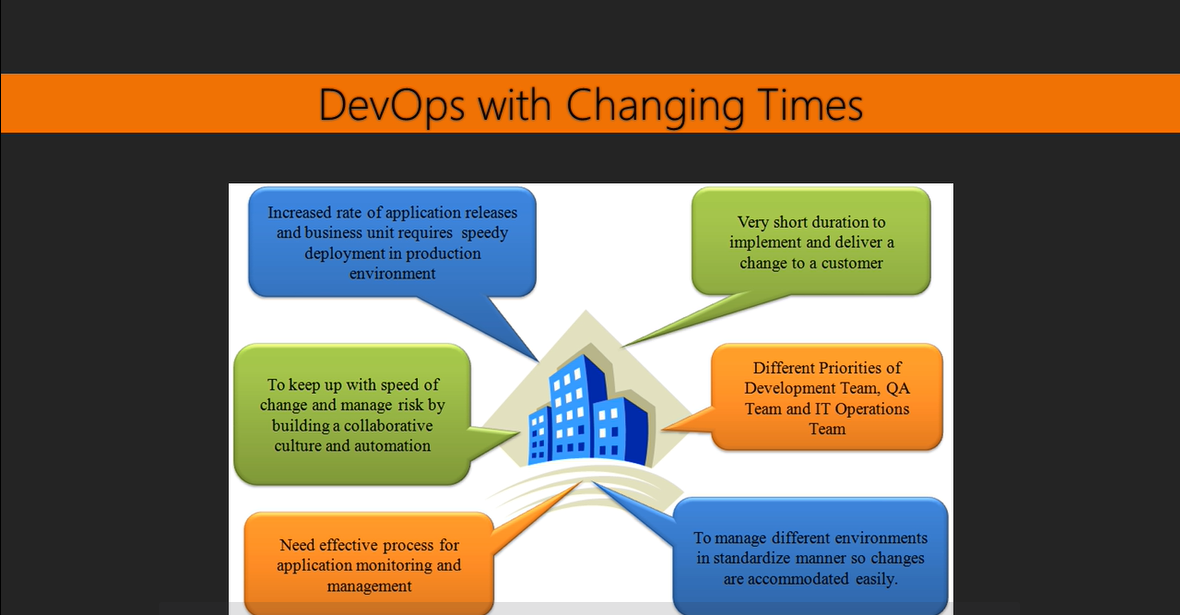 DevOps with Changing Times
Increased rate of application releases
and business unit requires speedy
deployment in production
environment
Very short duration to
implement and deliver a
change to a customer
To keep up with speed of
change and manage risk by
building a collaborative
culture and automation
Different Priorities of
Development Team, QA
Team and IT Operations
Team
Need effective process for
application monitoring and
management
To manage different environments
in standardize manner so changes
are accommodated easily.